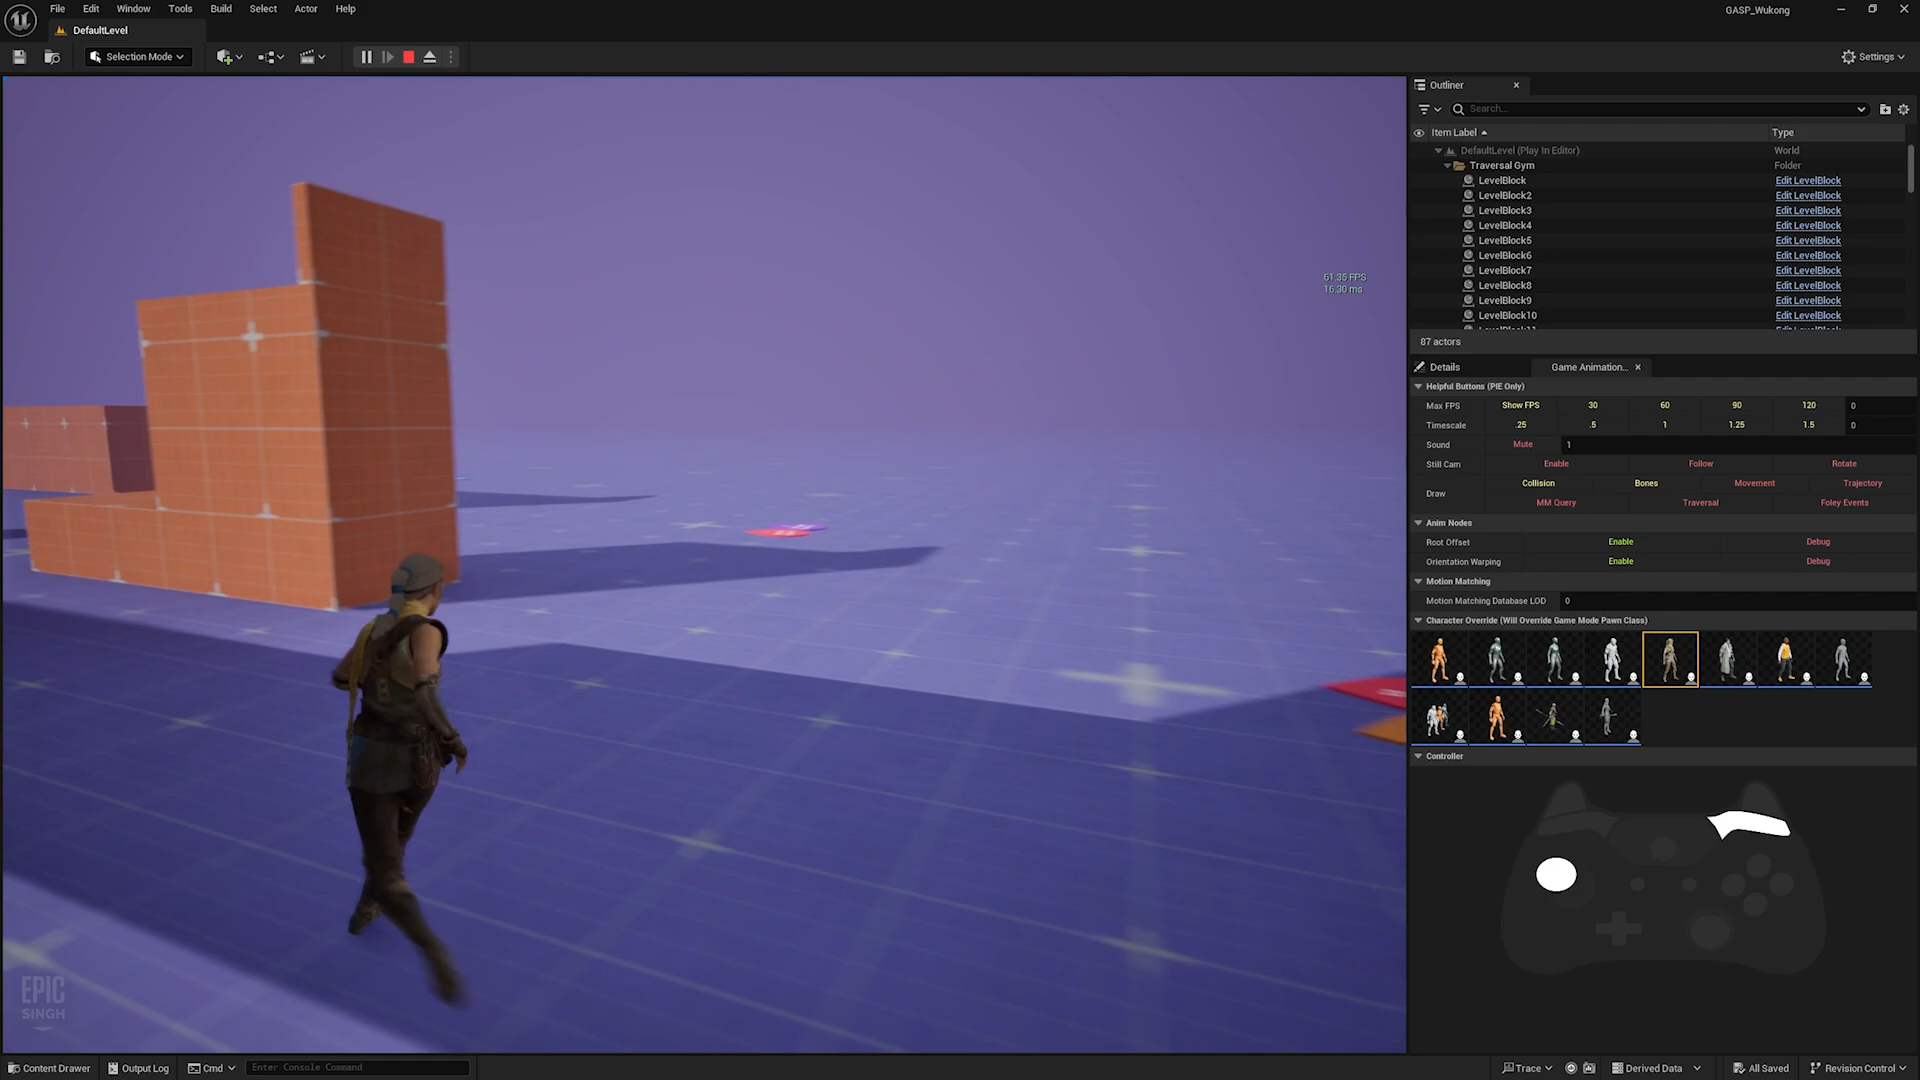 File Edit Window Tools Build Select Actor Help
GASP_Wukong
DefaultLevel
Selection Mode
Settings
Outliner
Search...
Item Label Type
DefaultLevel (Play In Editor) World
Traversal Gym Folder
LevelBlock Edit LevelBlock
LevelBlock2 Edit LevelBlock
LevelBlock3 Edit LevelBlock
LevelBlock4 Edit LevelBlock
LevelBlock5 Edit LevelBlock
LevelBlock6 Edit LevelBlock
LevelBlock7 Edit LevelBlock
LevelBlock8 Edit LevelBlock
LevelBlock9 Edit LevelBlock
LevelBlock10 Edit LevelBlock
61.35 FPS
16.30 ms
87 actors
Details Game Animation...
Helpful Buttons (PIE Only)
Max FPS Show FPS 30 60 90 120 0
Timescale .25 .5 1 1.25 1.5 0
Sound Mute 1
Still Cam Enable Follow Rotate
Draw Collision Bones Movement Trajectory
MM Query Traversal Foley Events
Anim Nodes
Root Offset Enable Debug
Orientation Warping Enable Debug
Motion Matching
Motion Matching Database LOD 0
Character Override (Will Override Game Mode Pawn Class)
Controller
EPIC
SINGH
Content Drawer Output Log Cmd Enter Console Command Trace Derived Data All Saved Revision Control